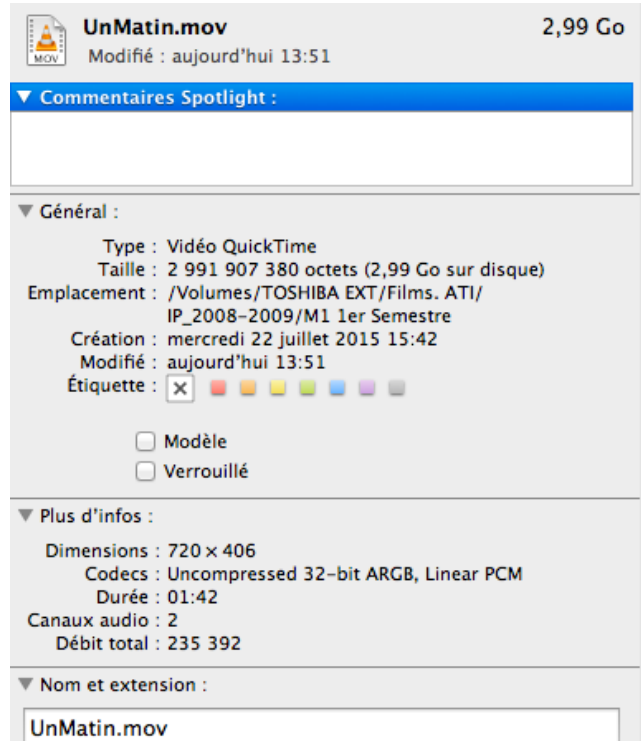 UnMatin.mov 2,99 Go
Modifié : aujourd'hui 13:51
MOV
▼ Commentaires Spotlight :
▼ Général :
Type : Vidéo QuickTime
Taille : 2 991 907 380 octets (2,99 Go sur disque)
Emplacement : /Volumes/TOSHIBA EXT/Films. ATI/
IP_2008-2009/M1 1er Semestre
Création : mercredi 22 juillet 2015 15:42
Modifié : aujourd'hui 13:51
Étiquette :
Modèle
Verrouillé
▼ Plus d'infos :
Dimensions : 720 × 406
Codecs : Uncompressed 32-bit ARGB, Linear PCM
Durée : 01:42
Canaux audio : 2
Débit total : 235 392
▼ Nom et extension :
UnMatin.mov